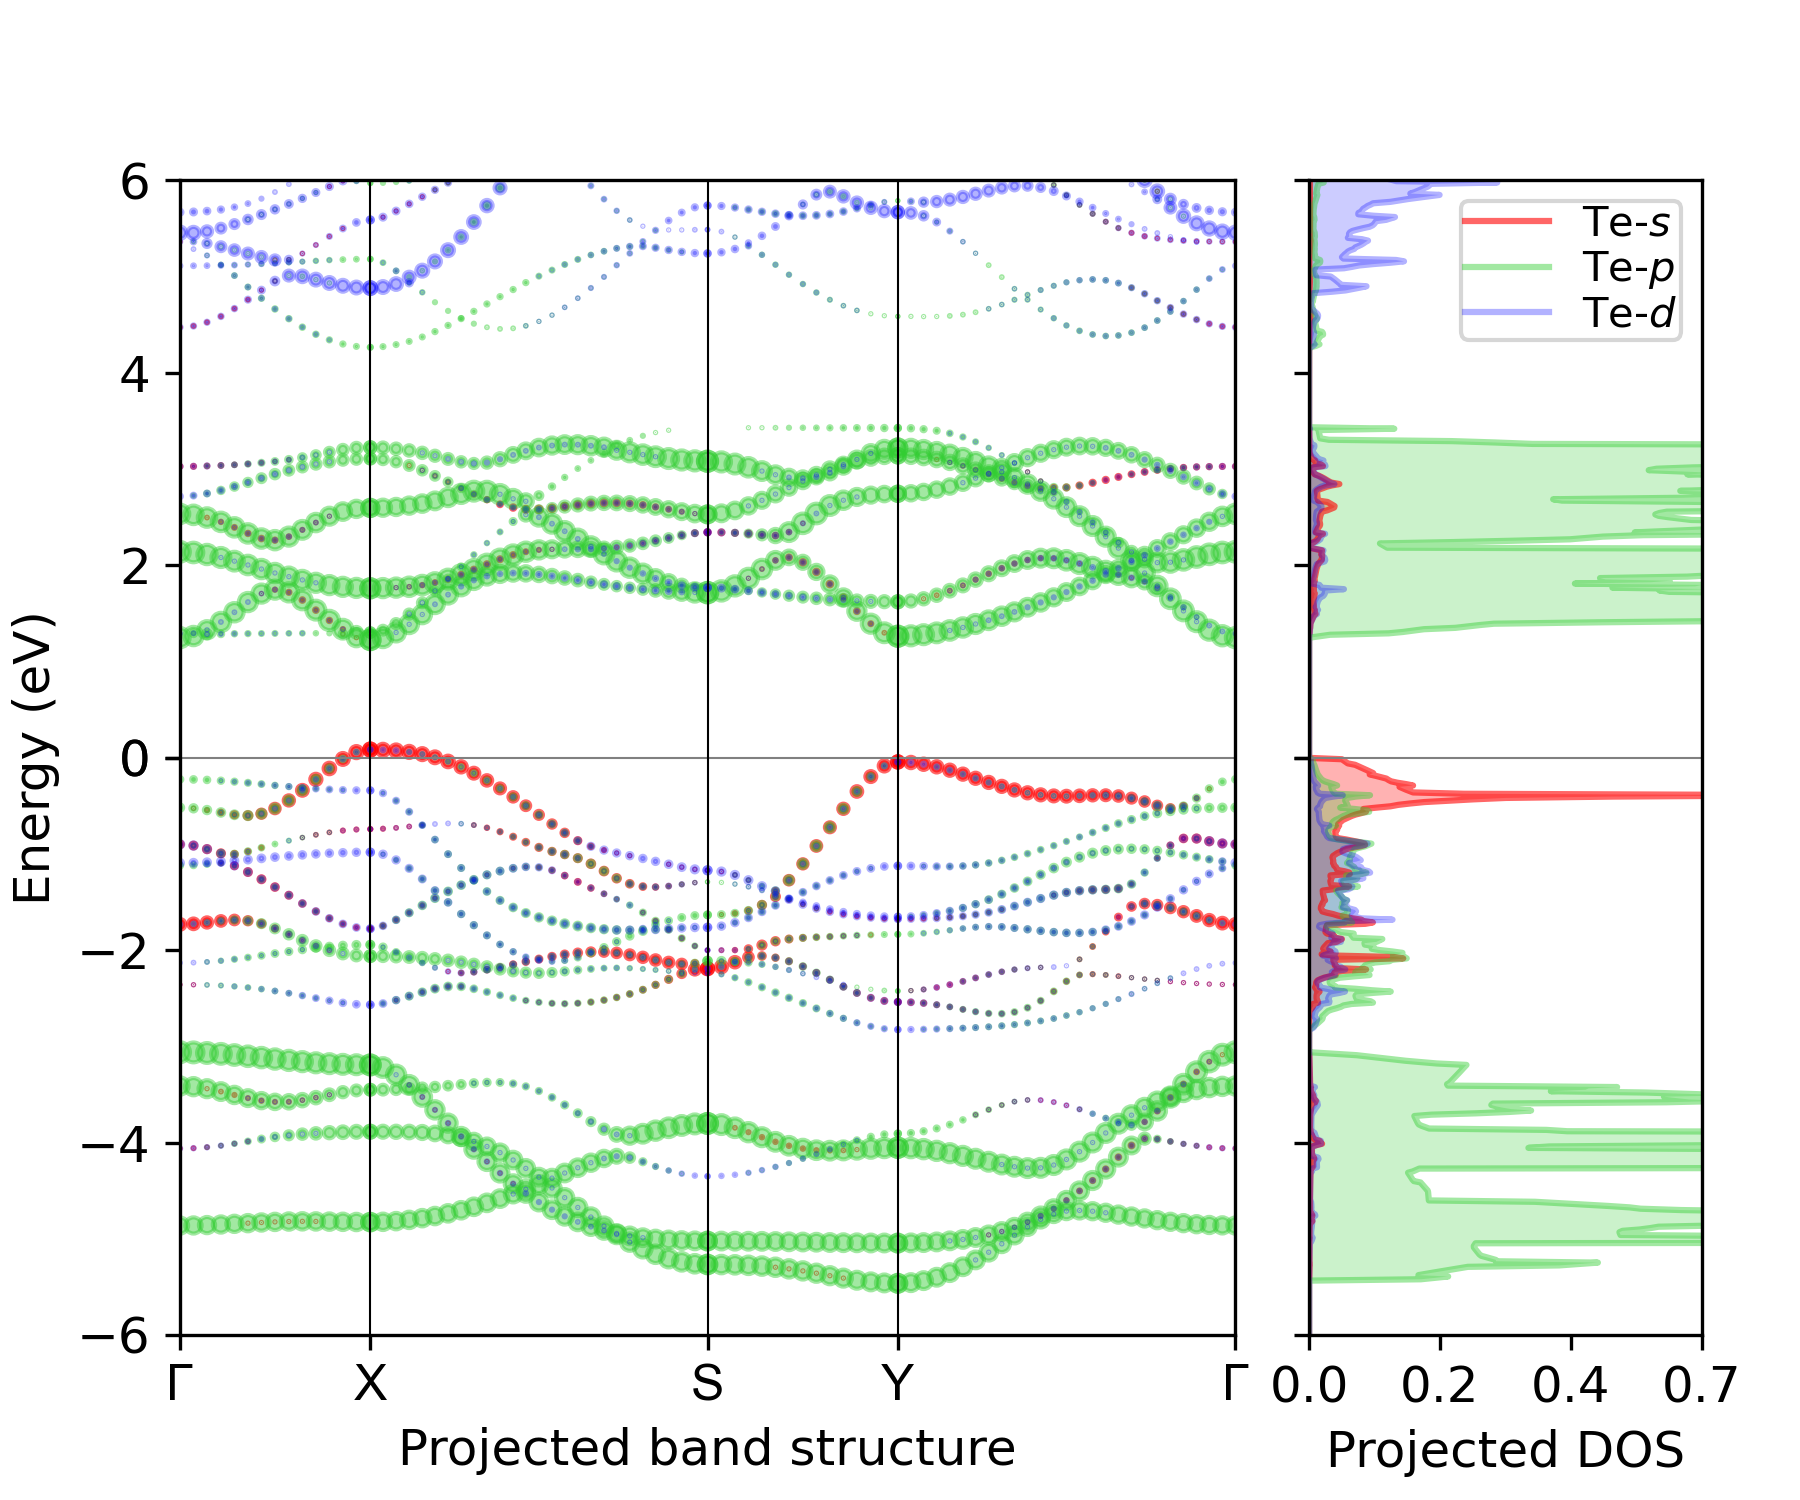 Energy (eV)
6
4
2
0
−2
−4
−6
Γ X S Y Γ
Projected band structure
Te-s
Te-p
Te-d
0.0 0.2 0.4 0.7
Projected DOS